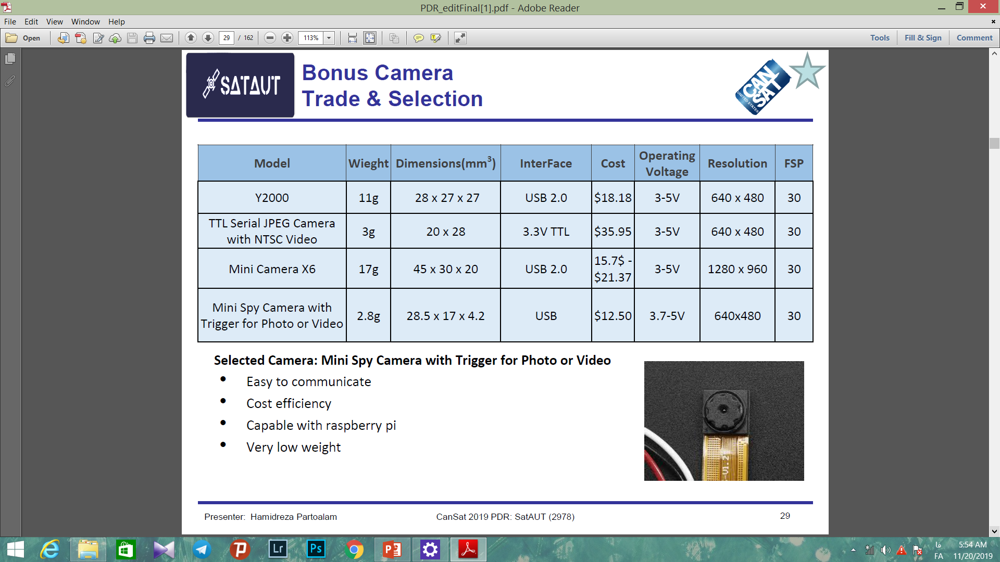 PDR_editFinal[1].pdf - Adobe Reader
File Edit View Window Help
Open 29 / 162 113% Tools Fill & Sign Comment
SATAUT
Bonus Camera
Trade & Selection
CAN
SAT
UNITED STATES
Model Wieght Dimensions(mm³) InterFace Cost Operating Voltage Resolution FSP
Y2000 11g 28 x 27 x 27 USB 2.0 $18.18 3-5V 640 x 480 30
TTL Serial JPEG Camera with NTSC Video 3g 20 x 28 3.3V TTL $35.95 3-5V 640 x 480 30
Mini Camera X6 17g 45 x 30 x 20 USB 2.0 15.7$ - $21.37 3-5V 1280 x 960 30
Mini Spy Camera with Trigger for Photo or Video 2.8g 28.5 x 17 x 4.2 USB $12.50 3.7-5V 640x480 30
Selected Camera: Mini Spy Camera with Trigger for Photo or Video
• Easy to communicate
• Cost efficiency
• Capable with raspberry pi
• Very low weight
Presenter: Hamidreza Partoalam CanSat 2019 PDR: SatAUT (2978) 29
Lr Ps
فا 5:54 AM
FA 11/20/2019